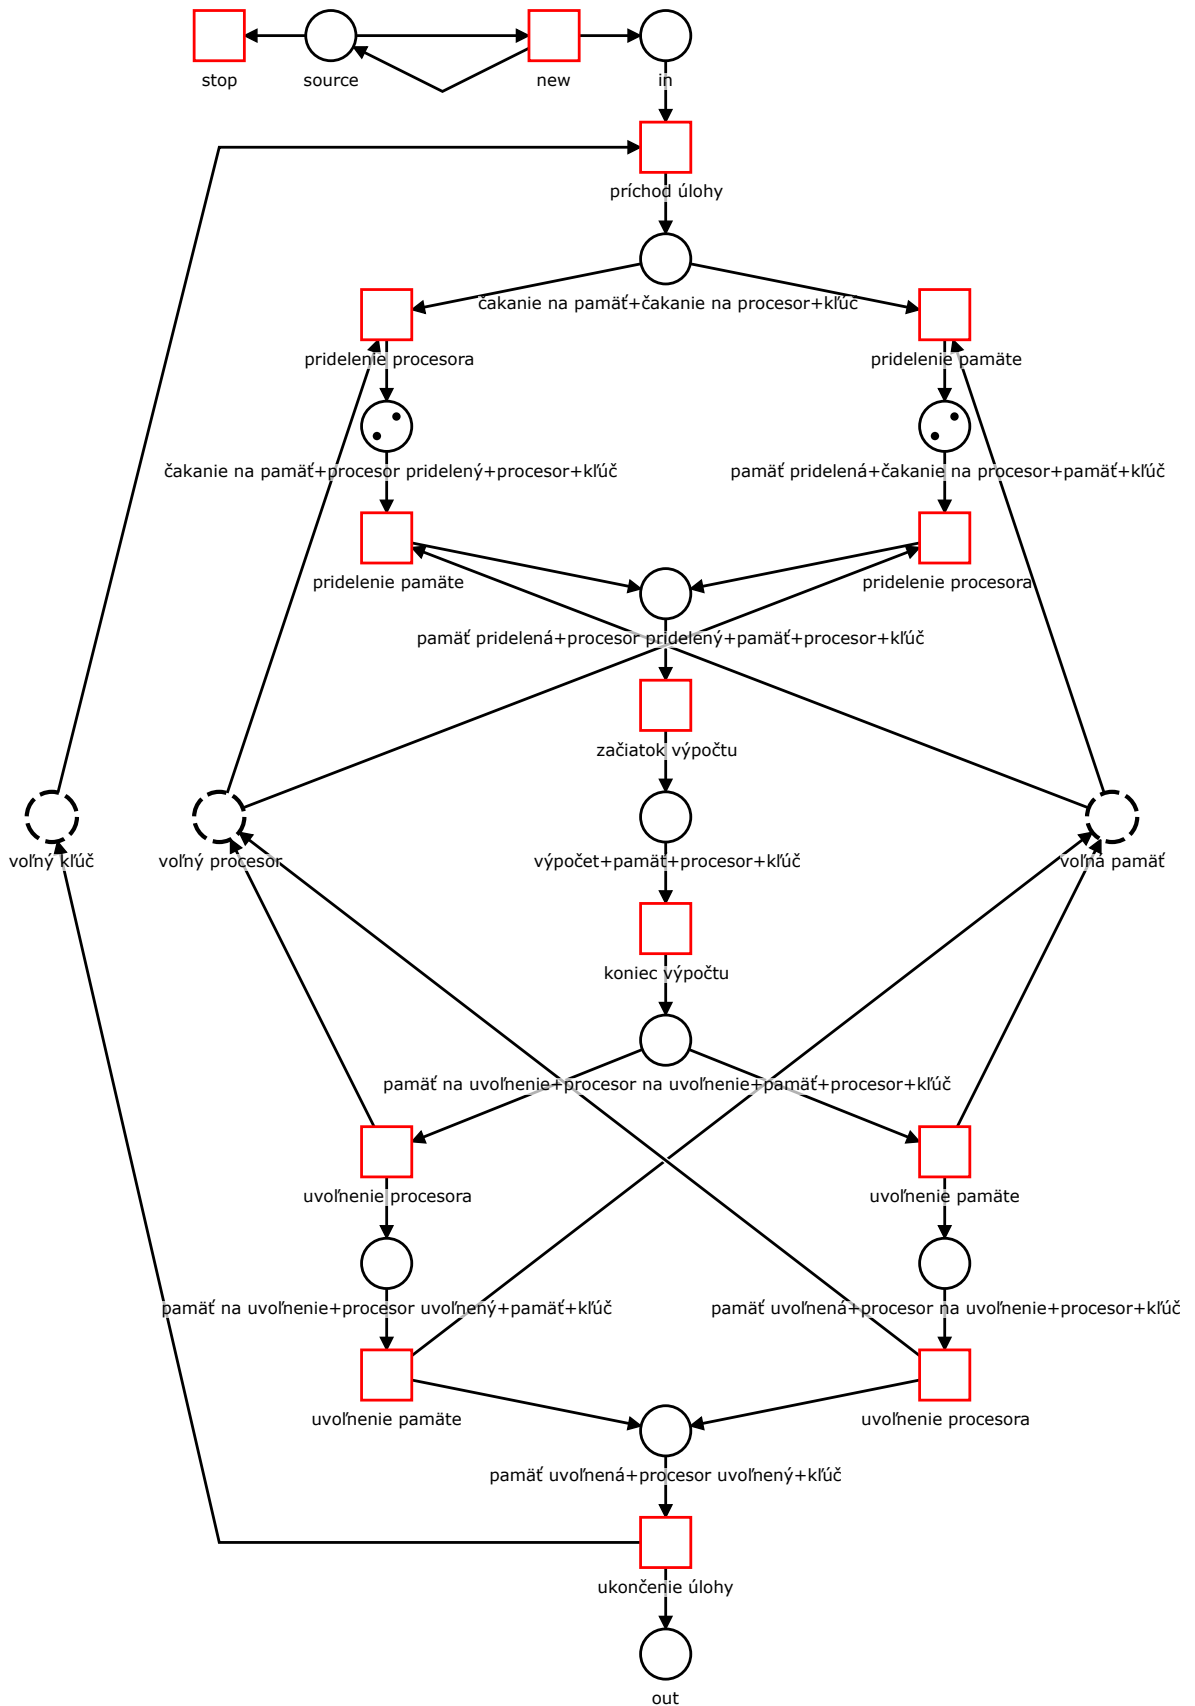 stop
source
new
in
príchod úlohy
čakanie na pamäť+čakanie na procesor+kľúč
pridelenie procesora
pridelenie pamäte
čakanie na pamäť+procesor pridelený+procesor+kľúč
pamäť pridelená+čakanie na procesor+pamäť+kľúč
pridelenie pamäte
pridelenie procesora
pamäť pridelená+procesor pridelený+pamäť+procesor+kľúč
začiatok výpočtu
voľný kľúč
voľný procesor
výpočet+pamäť+procesor+kľúč
voľná pamäť
koniec výpočtu
pamäť na uvoľnenie+procesor na uvoľnenie+pamäť+procesor+kľúč
uvoľnenie procesora
uvoľnenie pamäte
pamäť na uvoľnenie+procesor uvoľnený+pamäť+kľúč
pamäť uvoľnená+procesor na uvoľnenie+procesor+kľúč
uvoľnenie pamäte
uvoľnenie procesora
pamäť uvoľnená+procesor uvoľnený+kľúč
ukončenie úlohy
out